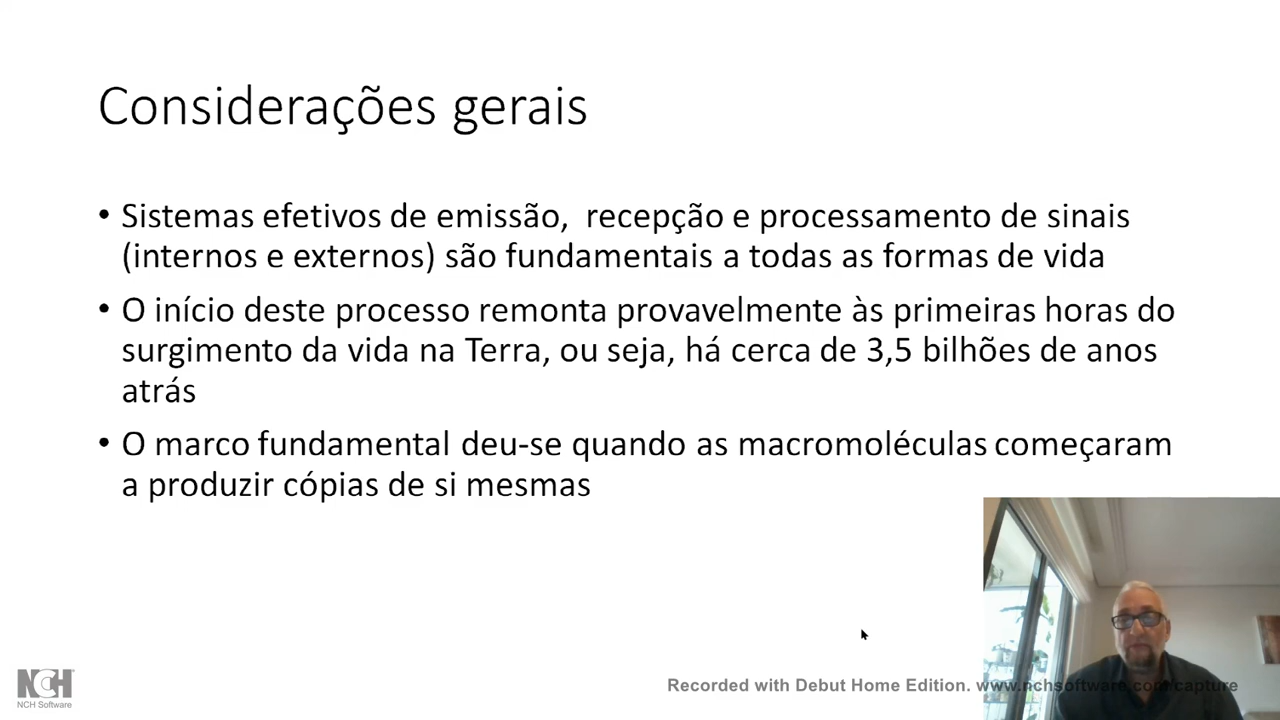 Considerações gerais
• Sistemas efetivos de emissão, recepção e processamento de sinais
(internos e externos) são fundamentais a todas as formas de vida
• O início deste processo remonta provavelmente às primeiras horas do
surgimento da vida na Terra, ou seja, há cerca de 3,5 bilhões de anos
atrás
• O marco fundamental deu-se quando as macromoléculas começaram
a produzir cópias de si mesmas
NCH
NCH Software
Recorded with Debut Home Edition. www.nchsoftware.com/capture